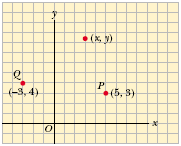 y
(x, y)
Q
(–3, 4)
P
(5, 3)
O
x